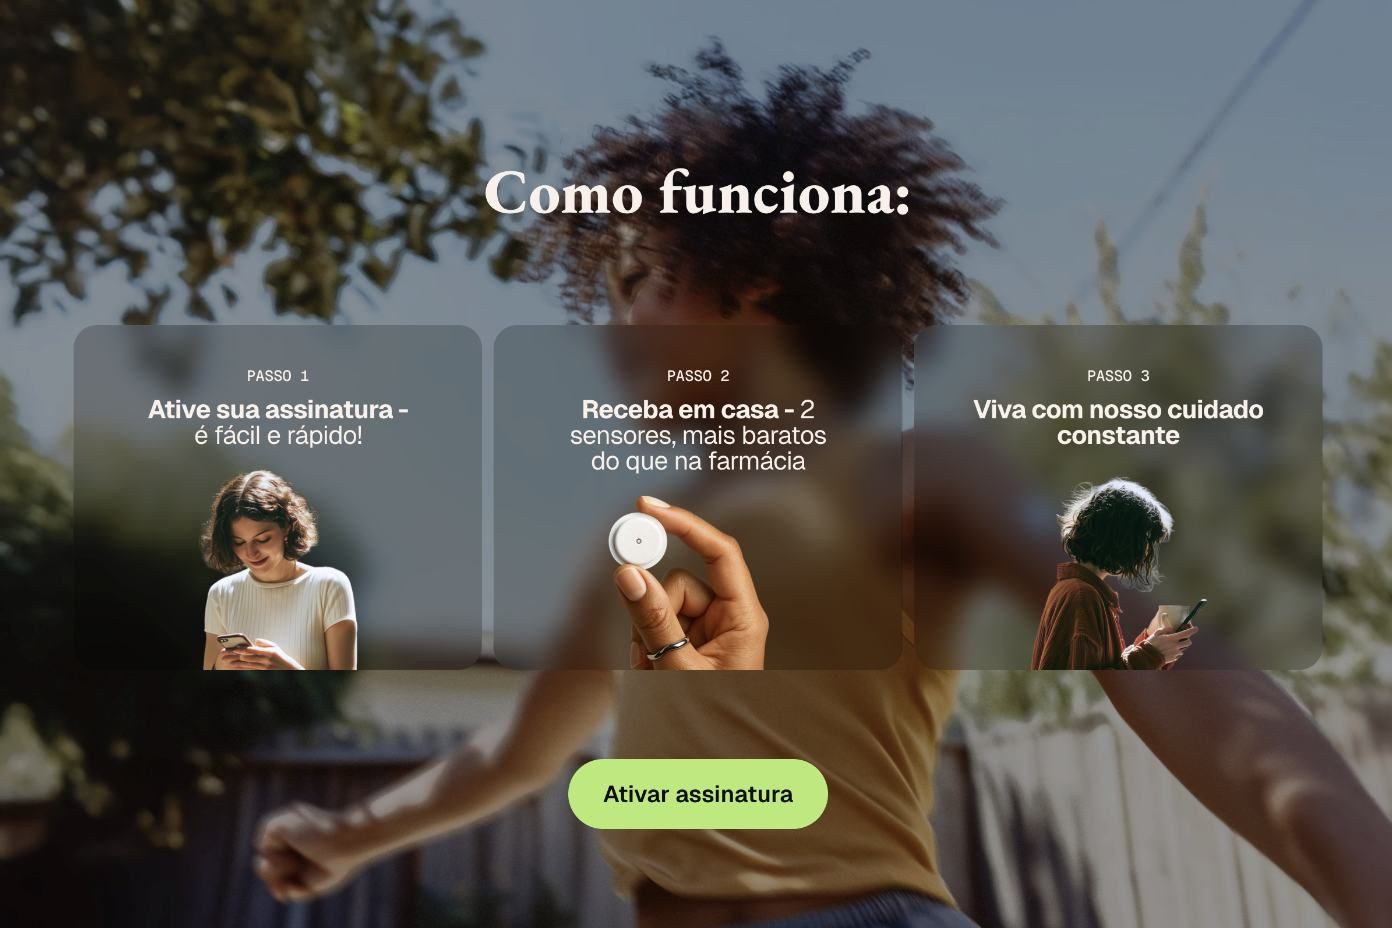 Como funciona:
PASSO 1
Ative sua assinatura -
é fácil e rápido!
PASSO 2
Receba em casa - 2
sensores, mais baratos
do que na farmácia
PASSO 3
Viva com nosso cuidado
constante
Ativar assinatura